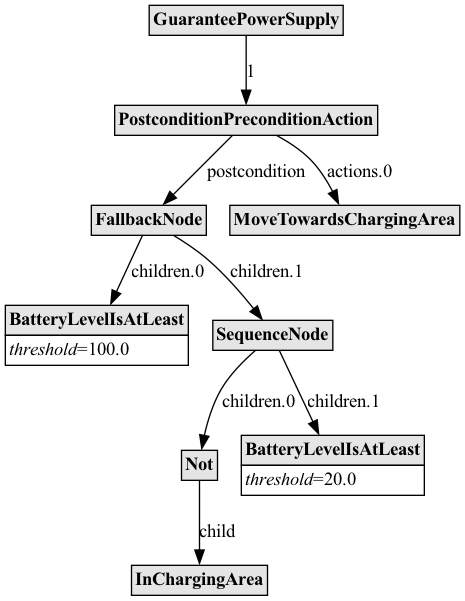 GuaranteePowerSupply
1
PostconditionPreconditionAction
postcondition
actions.0
FallbackNode
MoveTowardsChargingArea
children.0
children.1
BatteryLevelIsAtLeast
threshold=100.0
SequenceNode
children.0
children.1
Not
BatteryLevelIsAtLeast
threshold=20.0
child
InChargingArea